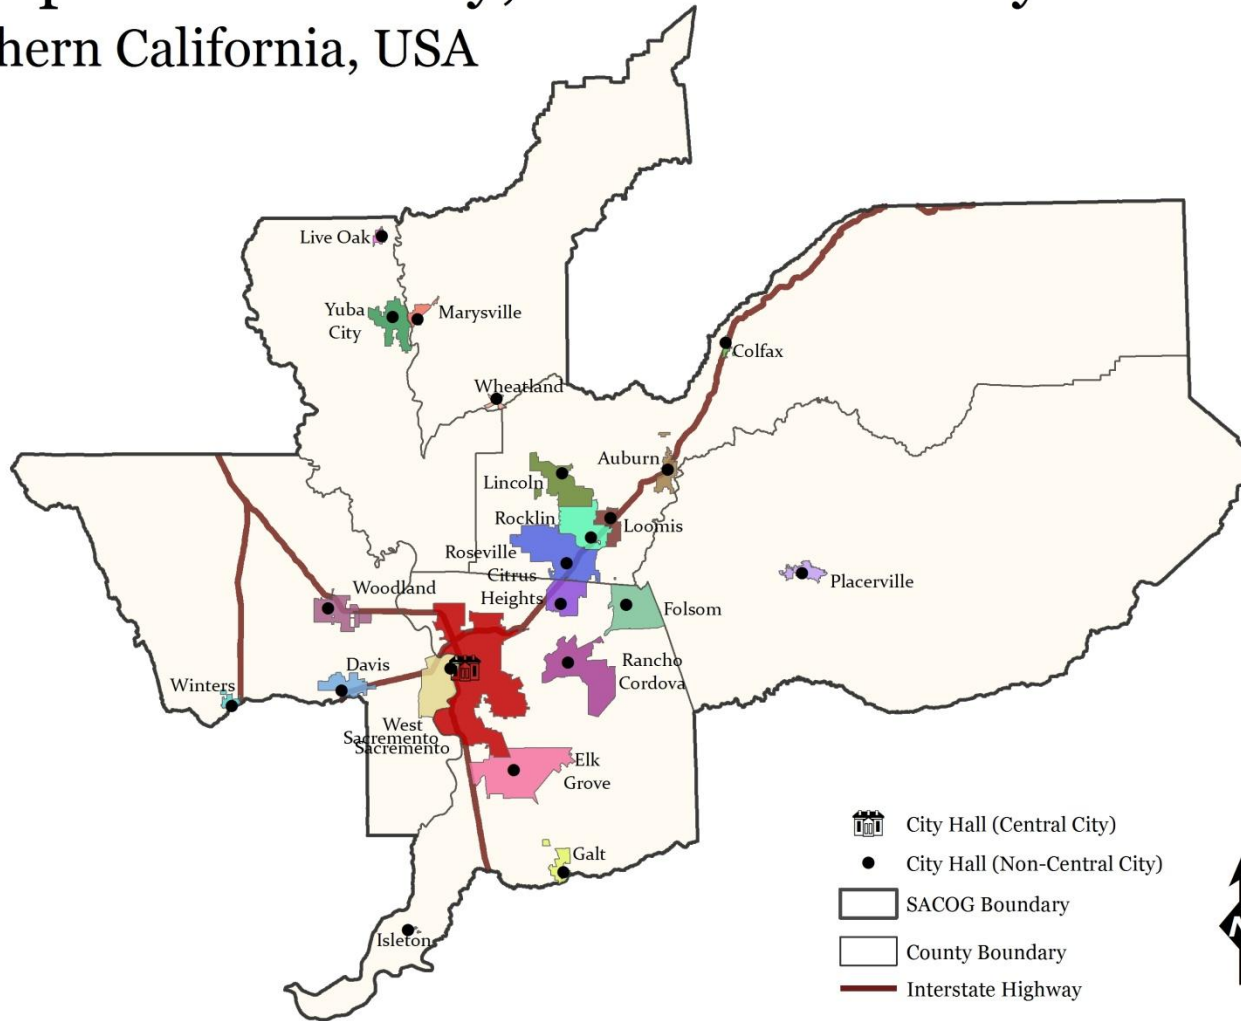 hern California, USA
Live Oak
Yuba
City
Marysville
Wheatland
Colfax
Auburn
Lincoln
Rocklin
Loomis
Roseville
Citrus
Heights
Woodland
Folsom
Placerville
Davis
Winters
Rancho
Cordova
West
Sacremento
Sacremento
Elk
Grove
Galt
Isleton
City Hall (Central City)
City Hall (Non-Central City)
SACOG Boundary
County Boundary
Interstate Highway
N